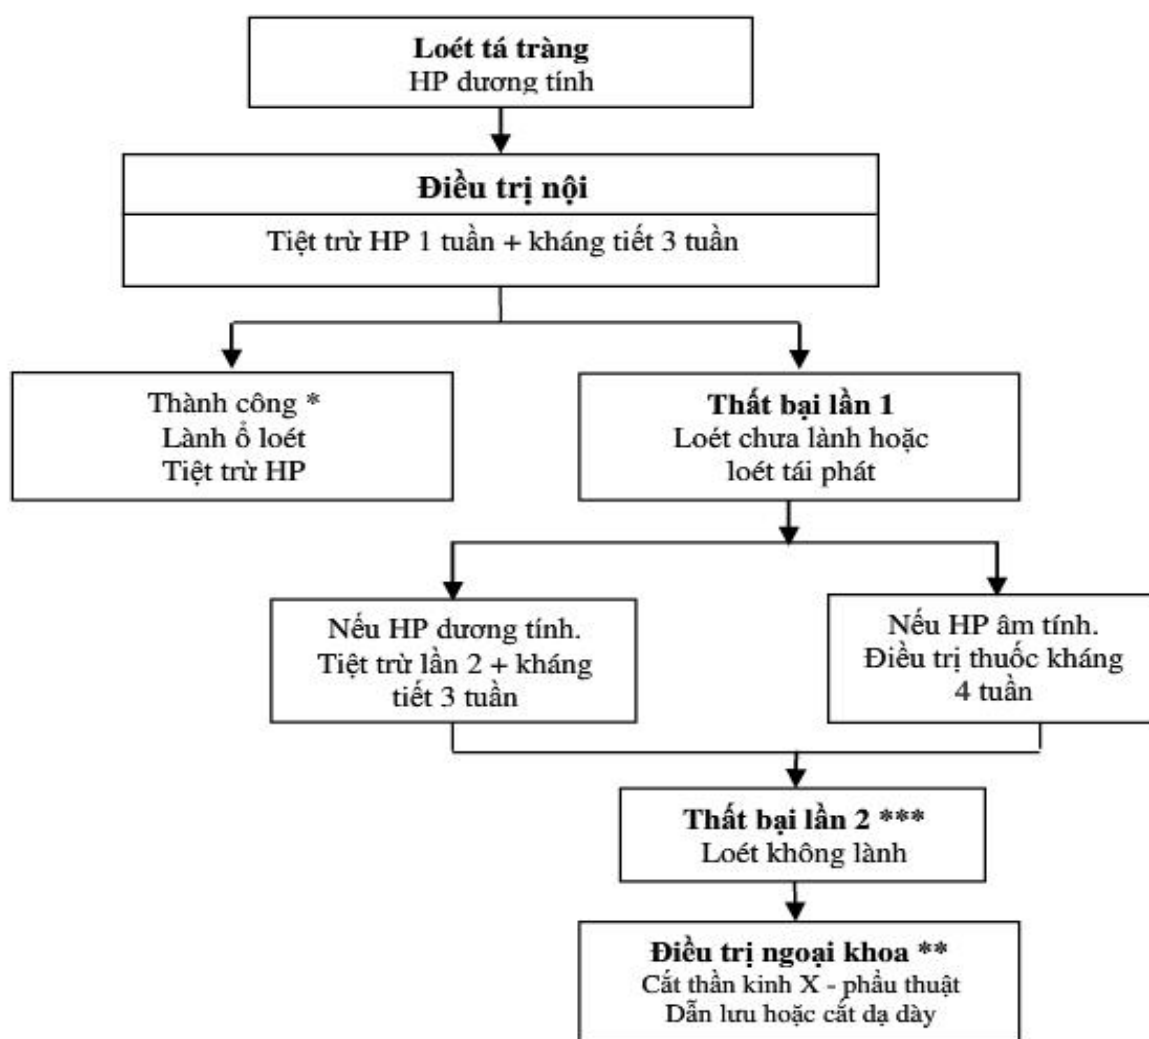 Loét tá tràng
HP dương tính
Điều trị nội
Tiệt trừ HP 1 tuần + kháng tiết 3 tuần
Thành công *
Lành ổ loét
Tiệt trừ HP
Thất bại lần 1
Loét chưa lành hoặc
loét tái phát
Nếu HP dương tính.
Tiệt trừ lần 2 + kháng
tiết 3 tuần
Nếu HP âm tính.
Điều trị thuốc kháng
4 tuần
Thất bại lần 2 ***
Loét không lành
Điều trị ngoại khoa **
Cắt thần kinh X - phầu thuật
Dẫn lưu hoặc cắt dạ dày